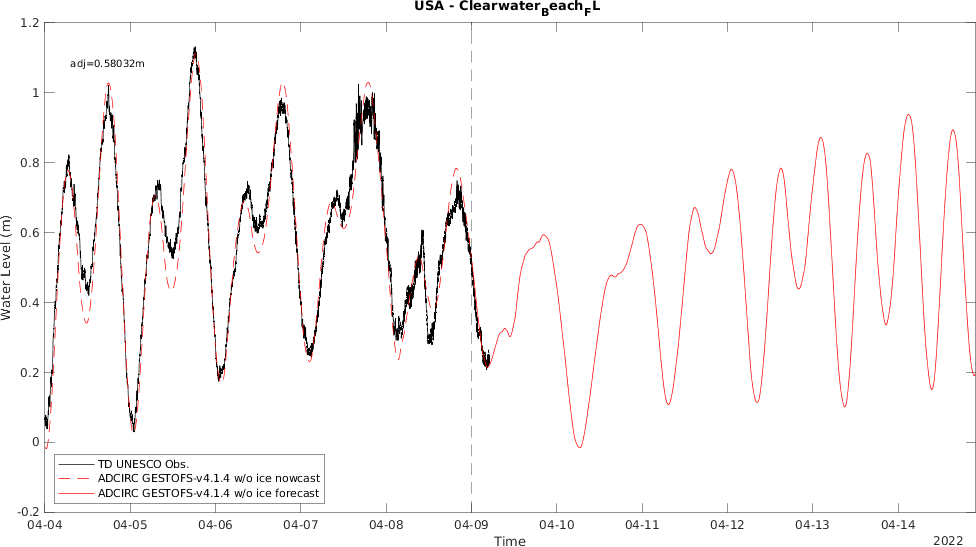 USA - Clearwater_Beach_FL
1.2
adj=0.58032m
1
0.8
0.6
0.4
0.2
0
-0.2
Water Level (m)
TD UNESCO Obs.
ADCIRC GESTOFS-v4.1.4 w/o ice nowcast
ADCIRC GESTOFS-v4.1.4 w/o ice forecast
04-04 04-05 04-06 04-07 04-08 04-09 04-10 04-11 04-12 04-13 04-14
Time
2022